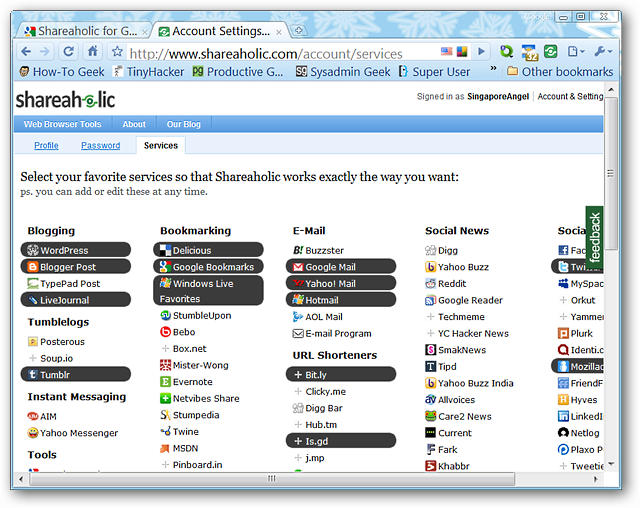 Shareaholic for G...
Account Settings...
http://www.shareaholic.com/account/services
32
How-To Geek
TinyHacker
Productive G...
Sysadmin Geek
Super User
»
Other bookmarks
shareaholic
Signed in as SingaporeAngel
Account & Setting
Web Browser Tools
About
Our Blog
Profile
Password
Services
Select your favorite services so that Shareaholic works exactly the way you want:
ps. you can add or edit these at any time.
feedback
Blogging
WordPress
Blogger Post
TypePad Post
LiveJournal
Tumblelogs
Posterous
Soup.io
Tumblr
Instant Messaging
AIM
Yahoo Messenger
Tools
Bookmarking
Delicious
Google Bookmarks
Windows Live
Favorites
StumbleUpon
Bebo
Box.net
Mister-Wong
Evernote
Netvibes Share
Stumpedia
Twine
MSDN
Pinboard.in
E-Mail
Buzzster
Google Mail
Yahoo! Mail
Hotmail
AOL Mail
E-mail Program
URL Shorteners
Bit.ly
Clicky.me
Digg Bar
Hub.tm
Is.gd
j.mp
Social News
Digg
Yahoo Buzz
Reddit
Google Reader
Techmeme
YC Hacker News
SmakNews
Tipd
Yahoo Buzz India
Allvoices
Care2 News
Current
Fark
Khabbr
Socia
Fac
Twit
MySpac
Orkut
Yammer
Plurk
Identi.c
Mozillac
FriendF
Hyves
LinkedI
Netlog
Plaxo P
Tweetie